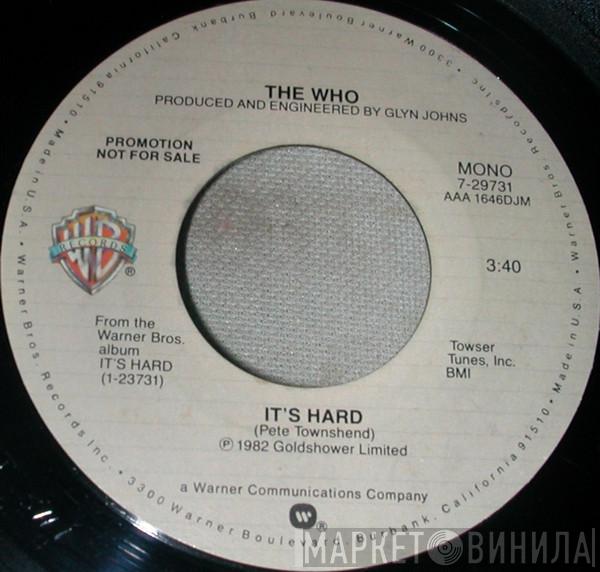 THE WHO
PRODUCED AND ENGINEERED BY GLYN JOHNS
PROMOTION
NOT FOR SALE
MONO
7-29731
AAA 1646DJM
WB
RECORDS
®
3:40
From the
Warner Bros.
album
IT'S HARD
(1-23731)
Towser
Tunes, Inc.
BMI
IT'S HARD
(Pete Townshend)
℗ 1982 Goldshower Limited
a Warner Communications Company
®
Warner Bros. Records Inc. • 3300 Warner Boulevard, Burbank, California 91510 • Made in U.S.A. • Warner Bros. Records Inc. • 3300 Warner Boulevard, Burbank, California 91510 • Made in U.S.A. •
МАРКЕТ ВИНИЛА